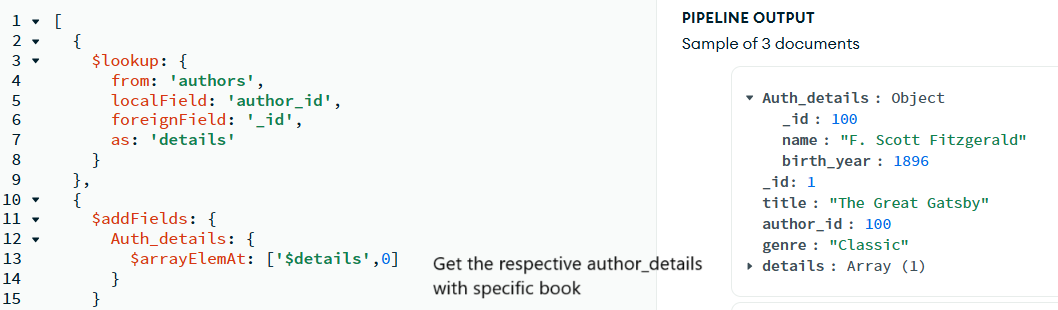 1 [
2 {
3 $lookup: {
4 from: 'authors',
5 localField: 'author_id',
6 foreignField: '_id',
7 as: 'details'
8 }
9 },
10 {
11 $addFields: {
12 Auth_details: {
13 $arrayElemAt: ['$details',0]
14 }
15 }
Get the respective author_details
with specific book
PIPELINE OUTPUT
Sample of 3 documents
Auth_details : Object
_id : 100
name : "F. Scott Fitzgerald"
birth_year : 1896
_id: 1
title : "The Great Gatsby"
author_id : 100
genre : "Classic"
details : Array (1)